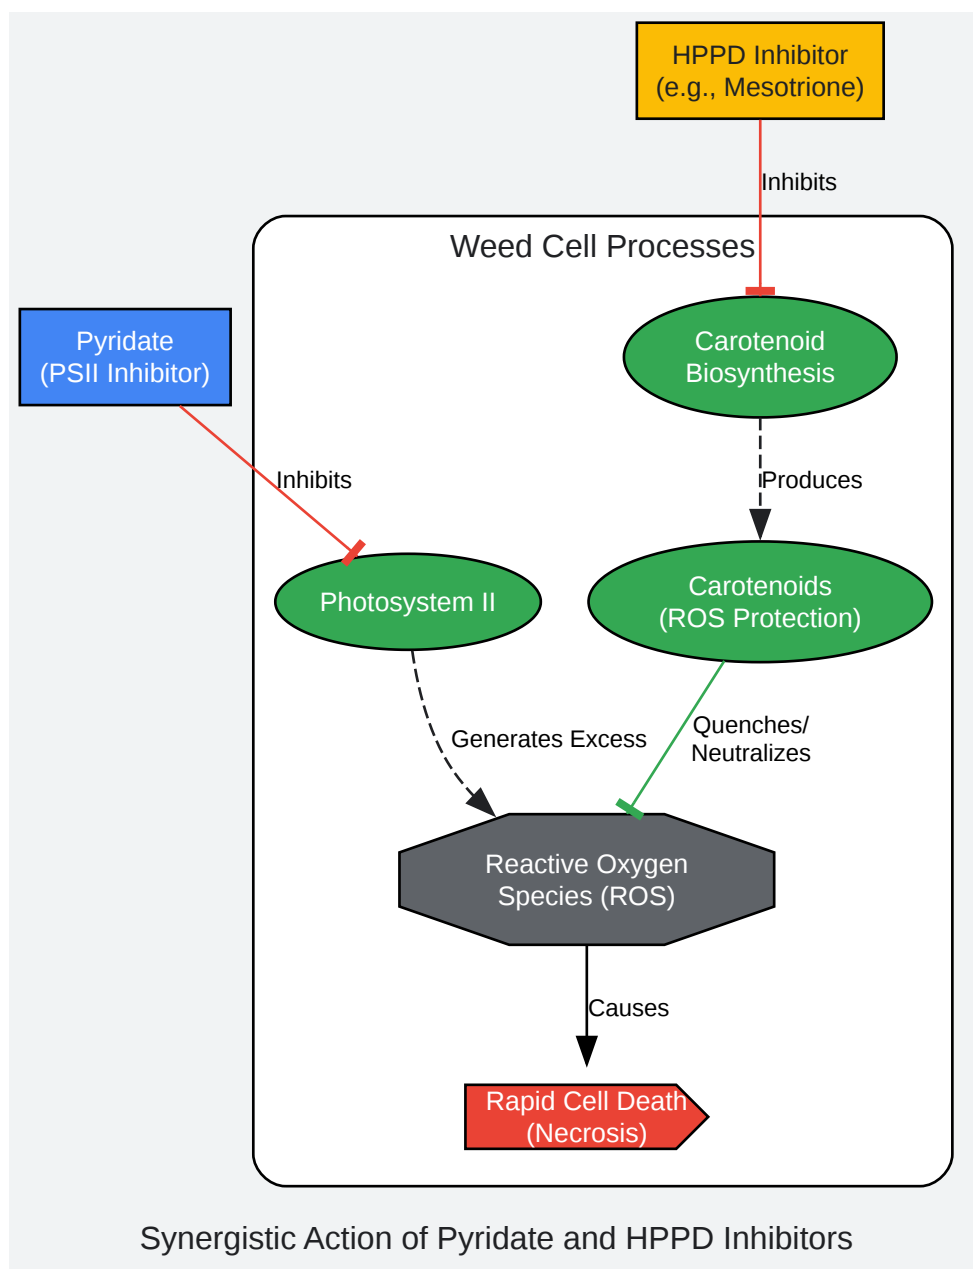 HPPD Inhibitor
(e.g., Mesotrione)
Inhibits
Weed Cell Processes
Pyridate
(PSII Inhibitor)
Carotenoid
Biosynthesis
Inhibits
Produces
Photosystem II
Carotenoids
(ROS Protection)
Generates Excess
Quenches/
Neutralizes
Reactive Oxygen
Species (ROS)
Causes
Rapid Cell Death
(Necrosis)
Synergistic Action of Pyridate and HPPD Inhibitors